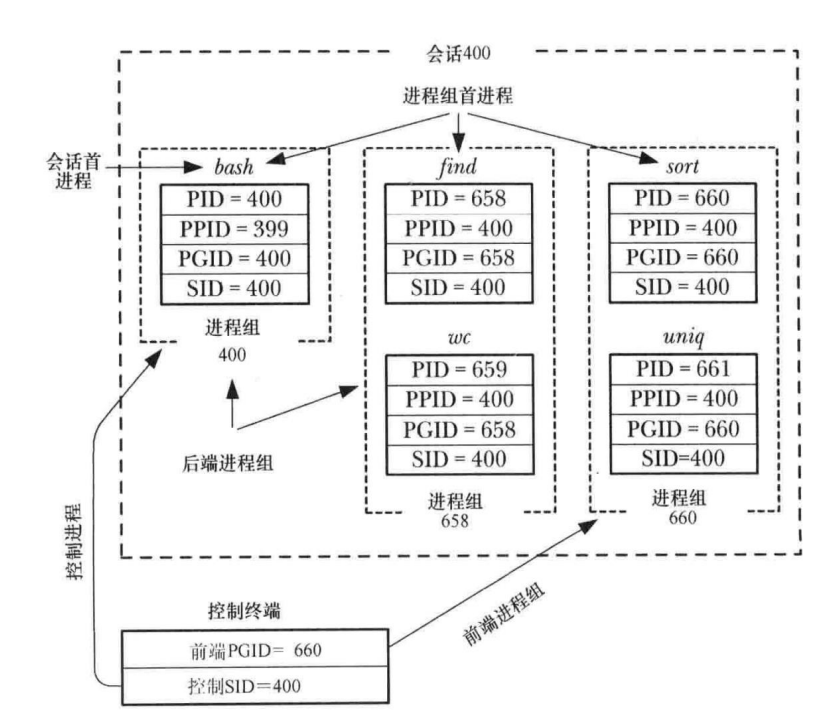 会话400
进程组首进程
会话首
进程
bash
PID = 400
PPID = 399
PGID = 400
SID = 400
进程组
400
find
PID = 658
PPID = 400
PGID = 658
SID = 400
wc
PID = 659
PPID = 400
PGID = 658
SID = 400
进程组
658
sort
PID = 660
PPID = 400
PGID = 660
SID = 400
uniq
PID = 661
PPID = 400
PGID = 660
SID=400
进程组
660
后端进程组
控制进程
前端进程组
控制终端
前端PGID= 660
控制SID=400